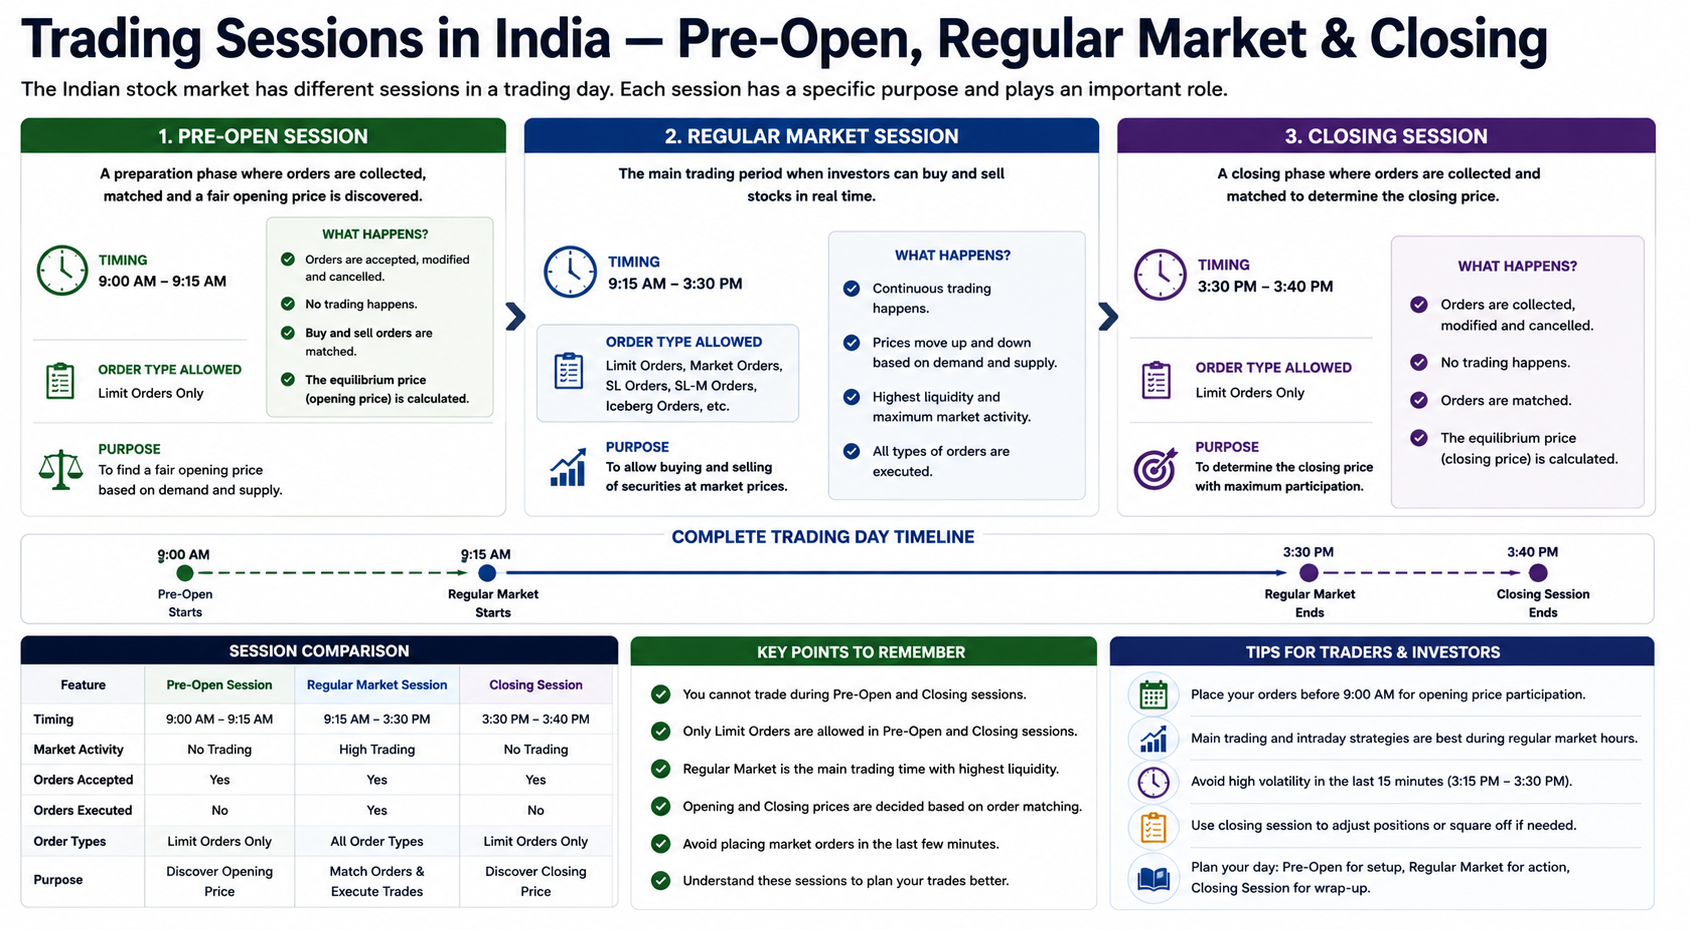 Trading Sessions in India — Pre-Open, Regular Market & Closing
The Indian stock market has different sessions in a trading day. Each session has a specific purpose and plays an important role.
1. PRE-OPEN SESSION
A preparation phase where orders are collected,
matched and a fair opening price is discovered.
TIMING
9:00 AM – 9:15 AM
ORDER TYPE ALLOWED
Limit Orders Only
PURPOSE
To find a fair opening price
based on demand and supply.
WHAT HAPPENS?
Orders are accepted, modified
and cancelled.
No trading happens.
Buy and sell orders are
matched.
The equilibrium price
(opening price) is calculated.
2. REGULAR MARKET SESSION
The main trading period when investors can buy and sell
stocks in real time.
TIMING
9:15 AM – 3:30 PM
ORDER TYPE ALLOWED
Limit Orders, Market Orders,
SL Orders, SL-M Orders,
Iceberg Orders, etc.
PURPOSE
To allow buying and selling
of securities at market prices.
WHAT HAPPENS?
Continuous trading
happens.
Prices move up and down
based on demand and supply.
Highest liquidity and
maximum market activity.
All types of orders are
executed.
3. CLOSING SESSION
A closing phase where orders are collected and
matched to determine the closing price.
TIMING
3:30 PM – 3:40 PM
ORDER TYPE ALLOWED
Limit Orders Only
PURPOSE
To determine the closing price
with maximum participation.
WHAT HAPPENS?
Orders are collected,
modified and cancelled.
No trading happens.
Orders are matched.
The equilibrium price
(closing price) is calculated.
COMPLETE TRADING DAY TIMELINE
9:00 AM
Pre-Open
Starts
9:15 AM
Regular Market
Starts
3:30 PM
Regular Market
Ends
3:40 PM
Closing Session
Ends
SESSION COMPARISON
Feature Pre-Open Session Regular Market Session Closing Session
Timing 9:00 AM – 9:15 AM 9:15 AM – 3:30 PM 3:30 PM – 3:40 PM
Market Activity No Trading High Trading No Trading
Orders Accepted Yes Yes Yes
Orders Executed No Yes No
Order Types Limit Orders Only All Order Types Limit Orders Only
Purpose Discover Opening Price Match Orders & Execute Trades Discover Closing Price
KEY POINTS TO REMEMBER
You cannot trade during Pre-Open and Closing sessions.
Only Limit Orders are allowed in Pre-Open and Closing sessions.
Regular Market is the main trading time with highest liquidity.
Opening and Closing prices are decided based on order matching.
Avoid placing market orders in the last few minutes.
Understand these sessions to plan your trades better.
TIPS FOR TRADERS & INVESTORS
Place your orders before 9:00 AM for opening price participation.
Main trading and intraday strategies are best during regular market hours.
Avoid high volatility in the last 15 minutes (3:15 PM – 3:30 PM).
Use closing session to adjust positions or square off if needed.
Plan your day: Pre-Open for setup, Regular Market for action,
Closing Session for wrap-up.